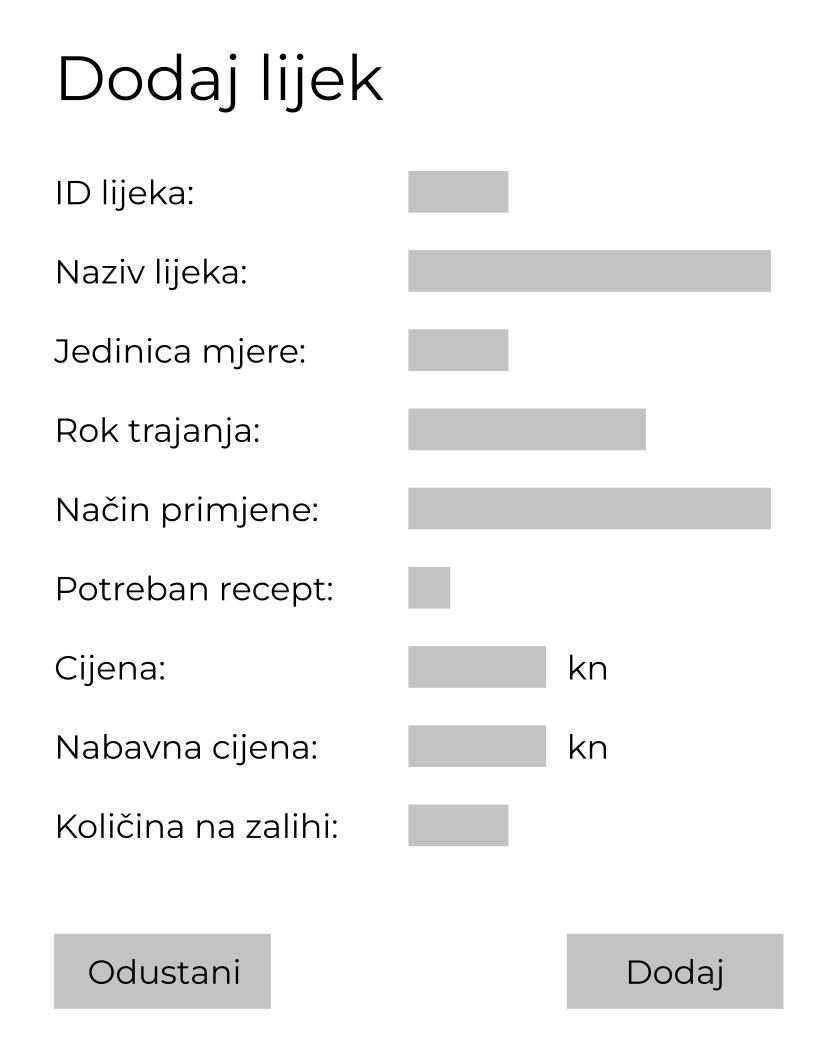 Dodaj lijek
ID lijeka:
Naziv lijeka:
Jedinica mjere:
Rok trajanja:
Način primjene:
Potreban recept:
Cijena: kn
Nabavna cijena: kn
Količina na zalihi:
Odustani Dodaj